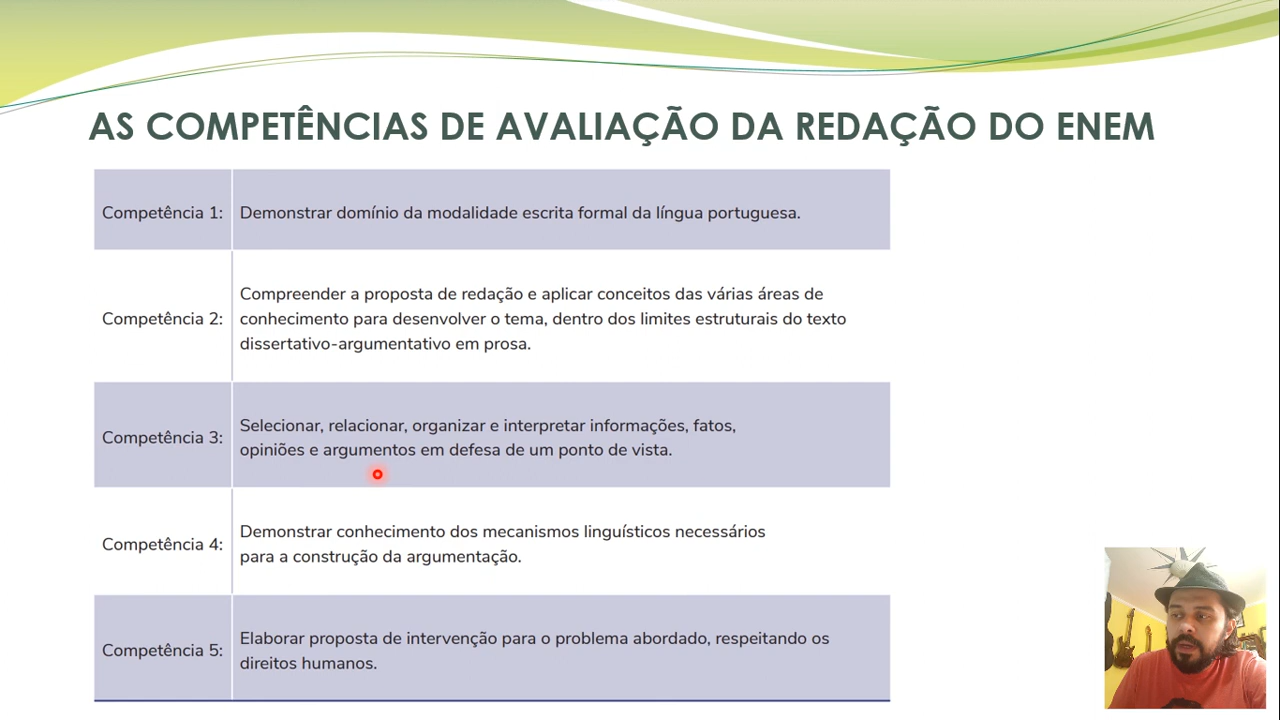 AS COMPETÊNCIAS DE AVALIAÇÃO DA REDAÇÃO DO ENEM
Competência 1:
Demonstrar domínio da modalidade escrita formal da língua portuguesa.
Competência 2:
Compreender a proposta de redação e aplicar conceitos das várias áreas de
conhecimento para desenvolver o tema, dentro dos limites estruturais do texto
dissertativo-argumentativo em prosa.
Competência 3:
Selecionar, relacionar, organizar e interpretar informações, fatos,
opiniões e argumentos em defesa de um ponto de vista.
Competência 4:
Demonstrar conhecimento dos mecanismos linguísticos necessários
para a construção da argumentação.
Competência 5:
Elaborar proposta de intervenção para o problema abordado, respeitando os
direitos humanos.